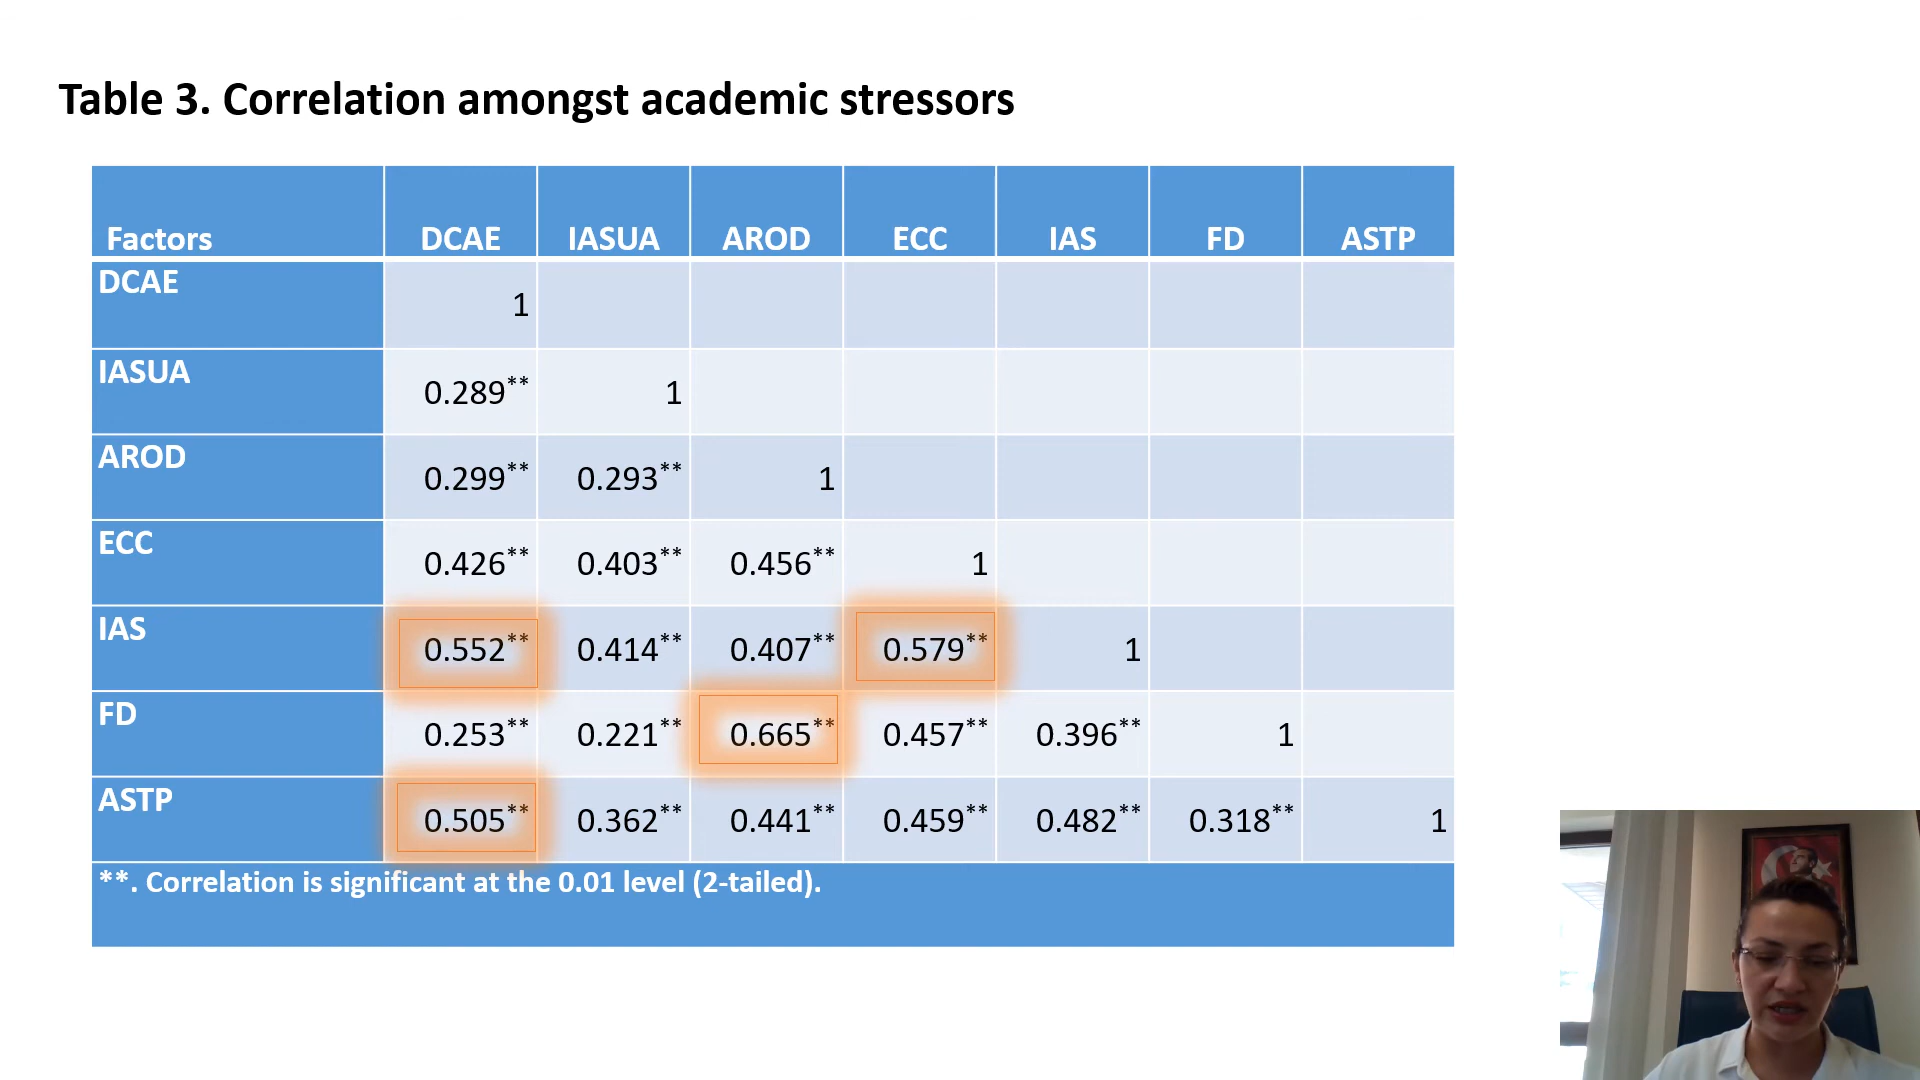 Table 3. Correlation amongst academic stressors
Factors DCAE IASUA AROD ECC IAS FD ASTP
DCAE 1
IASUA 0.289** 1
AROD 0.299** 0.293** 1
ECC 0.426** 0.403** 0.456** 1
IAS 0.552** 0.414** 0.407** 0.579** 1
FD 0.253** 0.221** 0.665** 0.457** 0.396** 1
ASTP 0.505** 0.362** 0.441** 0.459** 0.482** 0.318** 1
**. Correlation is significant at the 0.01 level (2-tailed).